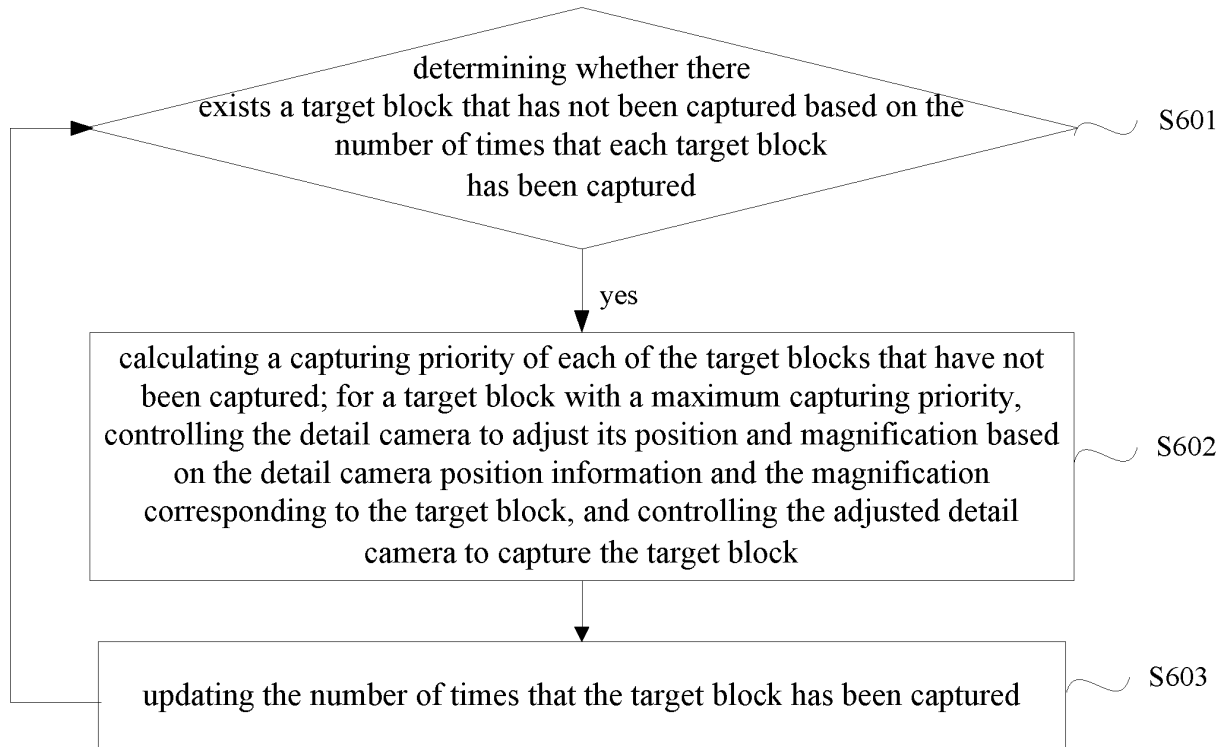 determining whether there
exists a target block that has not been captured based on the
number of times that each target block
has been captured
S601
yes
calculating a capturing priority of each of the target blocks that have not
been captured; for a target block with a maximum capturing priority,
controlling the detail camera to adjust its position and magnification based
on the detail camera position information and the magnification
corresponding to the target block, and controlling the adjusted detail
camera to capture the target block
S602
updating the number of times that the target block has been captured
S603